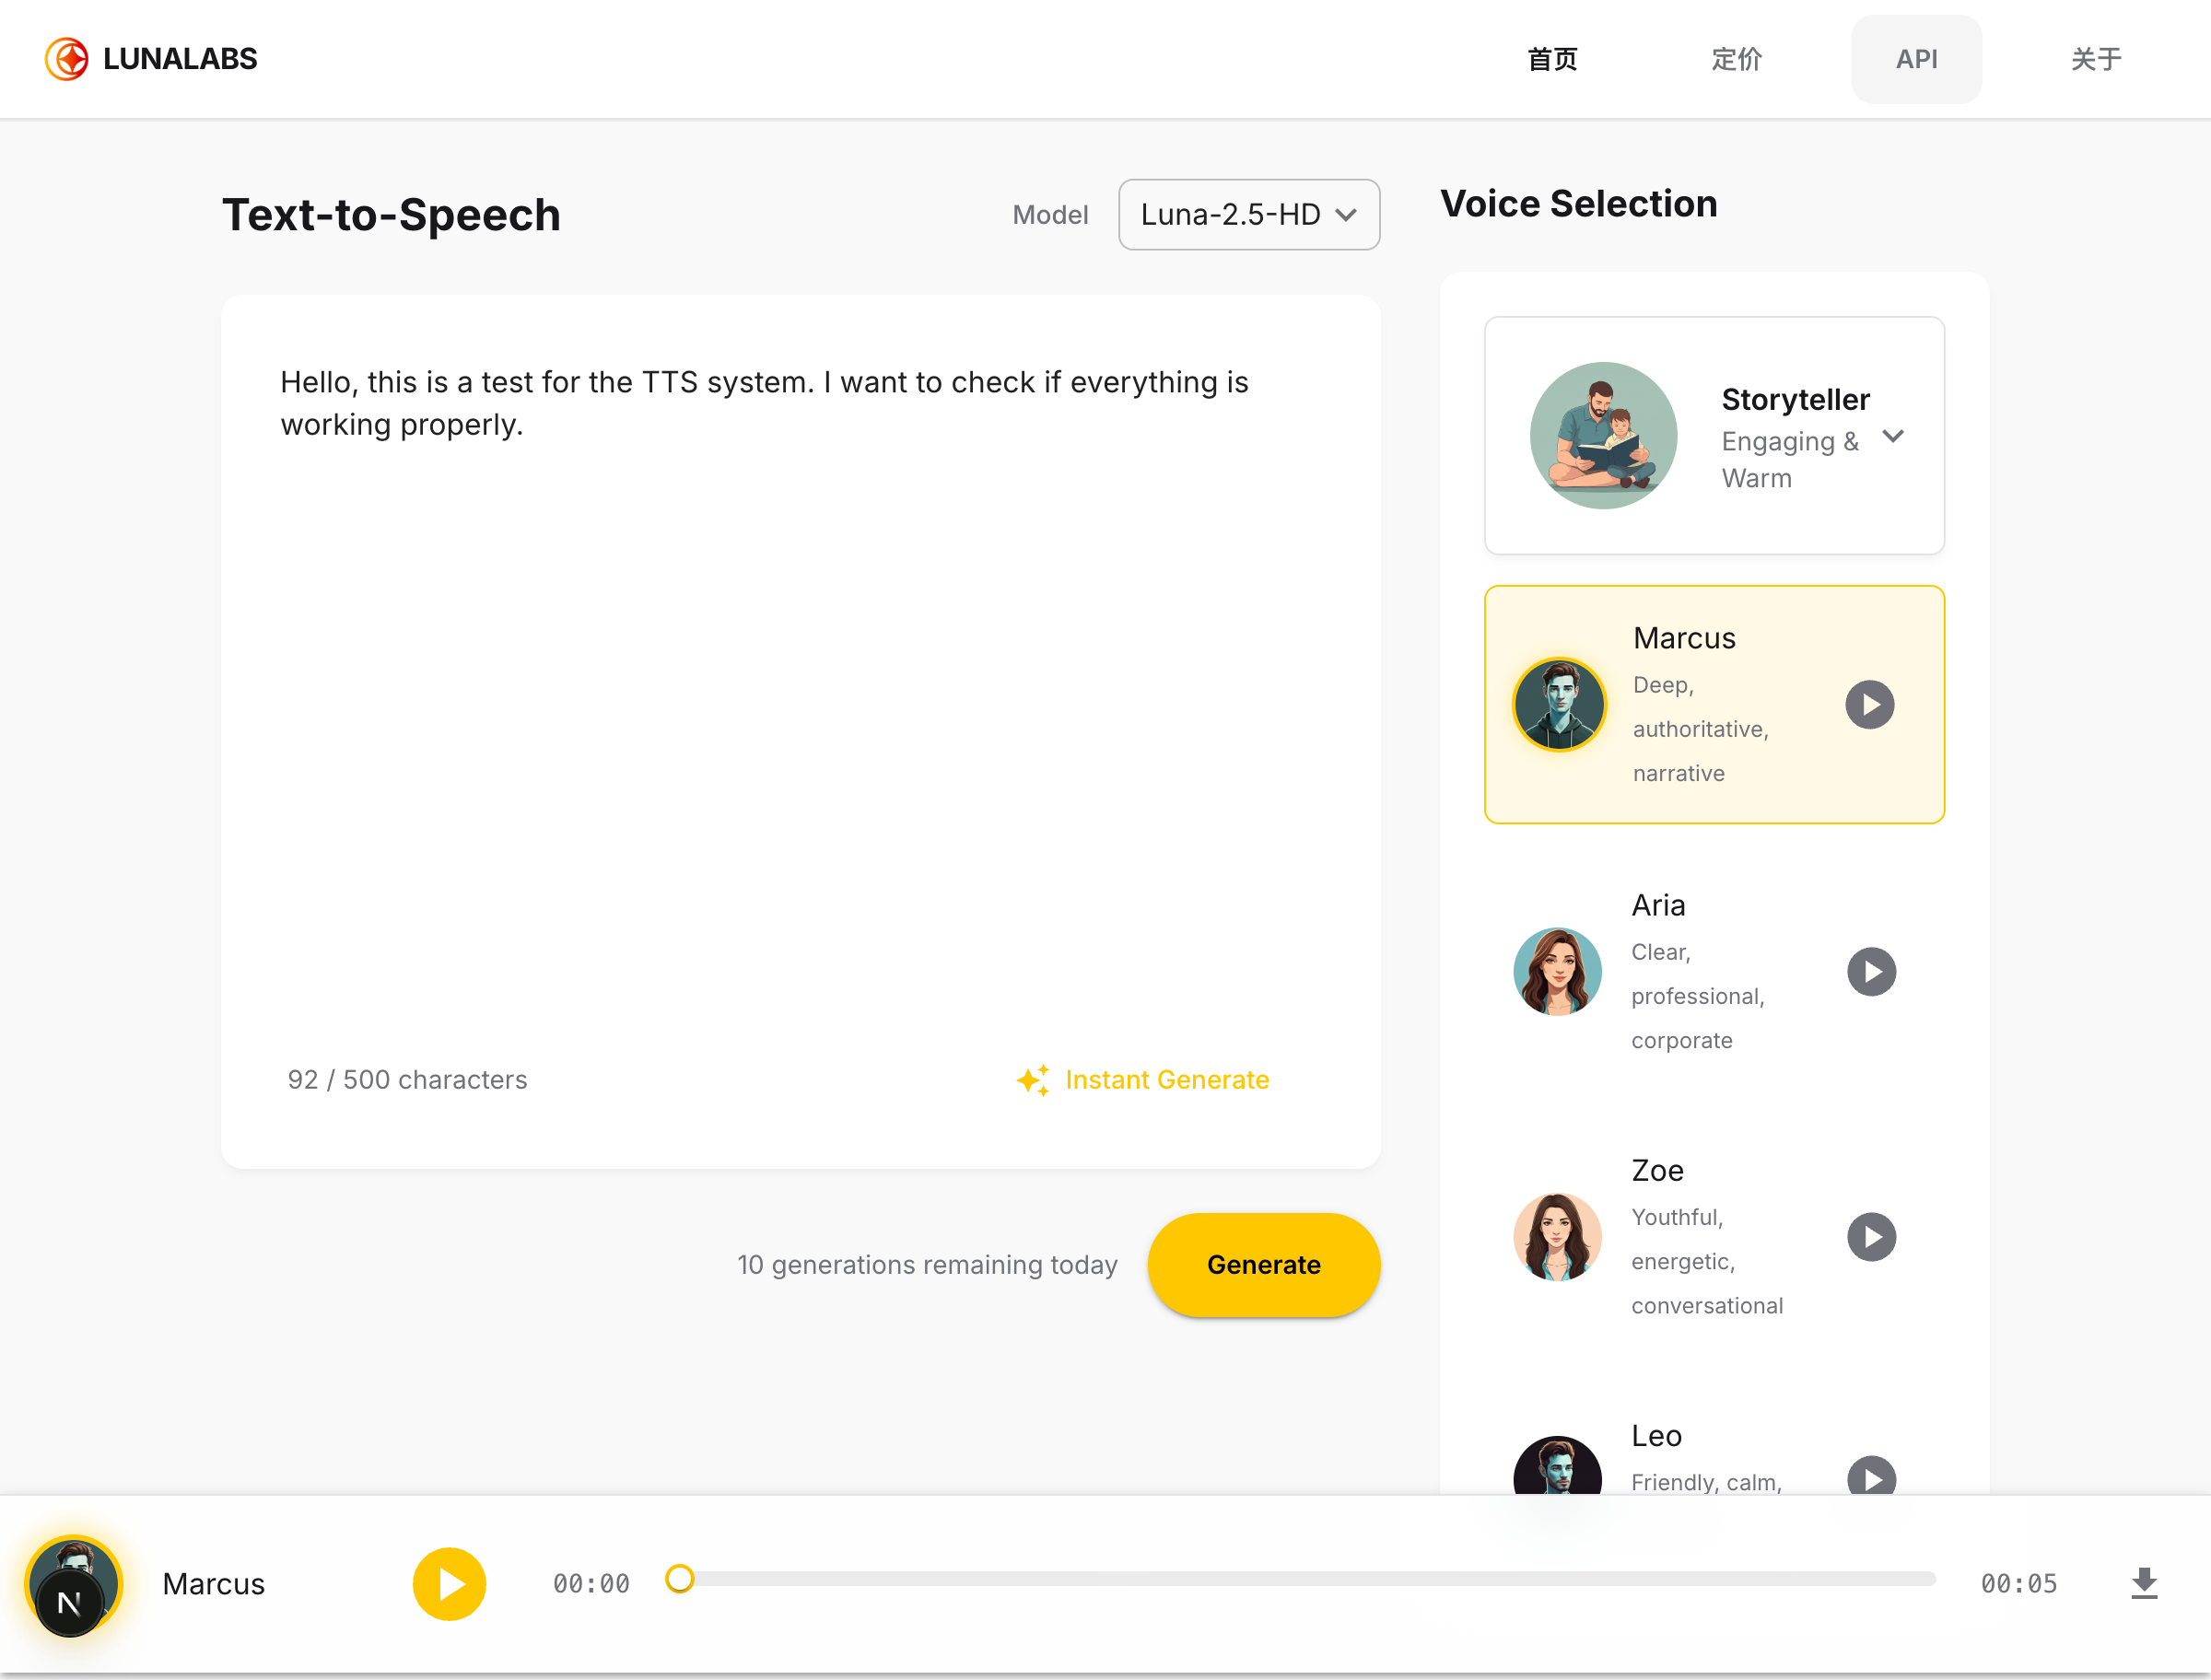 LUNALABS
首页
定价
API
关于
Text-to-Speech
Model
Luna-2.5-HD
Hello, this is a test for the TTS system. I want to check if everything is
working properly.
92 / 500 characters
Instant Generate
10 generations remaining today
Generate
Voice Selection
Storyteller
Engaging &
Warm
Marcus
Deep,
authoritative,
narrative
Aria
Clear,
professional,
corporate
Zoe
Youthful,
energetic,
conversational
Leo
Friendly, calm,
N
Marcus
00:00
00:05